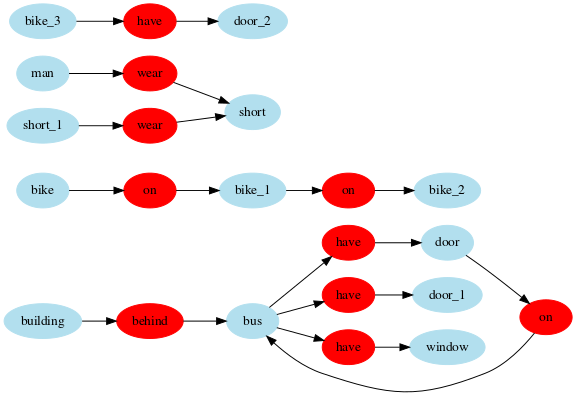 bike_3 have door_2
man wear
short
short_1 wear
bike on bike_1 on bike_2
have door
have door_1
building behind bus on
have window